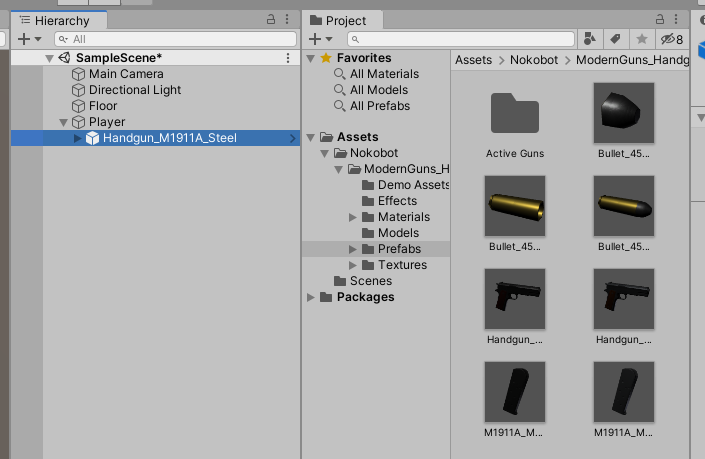 Hierarchy
All
SampleScene*
Main Camera
Directional Light
Floor
Player
Handgun_M1911A_Steel
Project
8
Favorites
All Materials
All Models
All Prefabs
Assets
Nokobot
ModernGuns_H
Demo Assets
Effects
Materials
Models
Prefabs
Textures
Scenes
Packages
Assets > Nokobot > ModernGuns_Handg
Active Guns
Bullet_45...
Bullet_45...
Bullet_45...
Handgun_...
Handgun_...
M1911A_M...
M1911A_M...